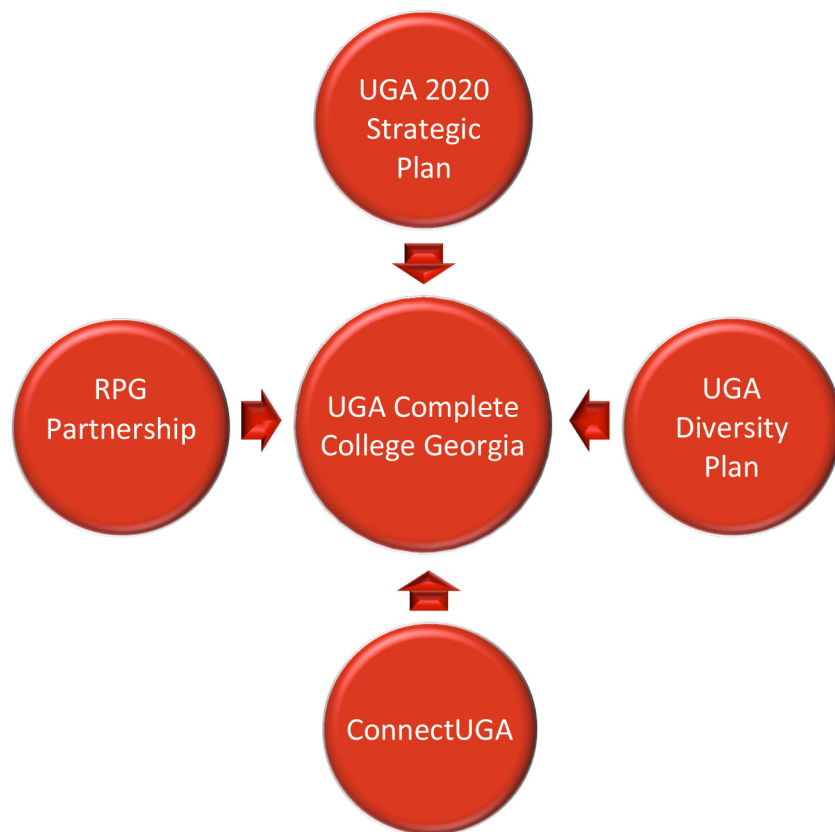 UGA 2020
Strategic
Plan
RPG
Partnership
UGA Complete
College Georgia
UGA
Diversity
Plan
ConnectUGA